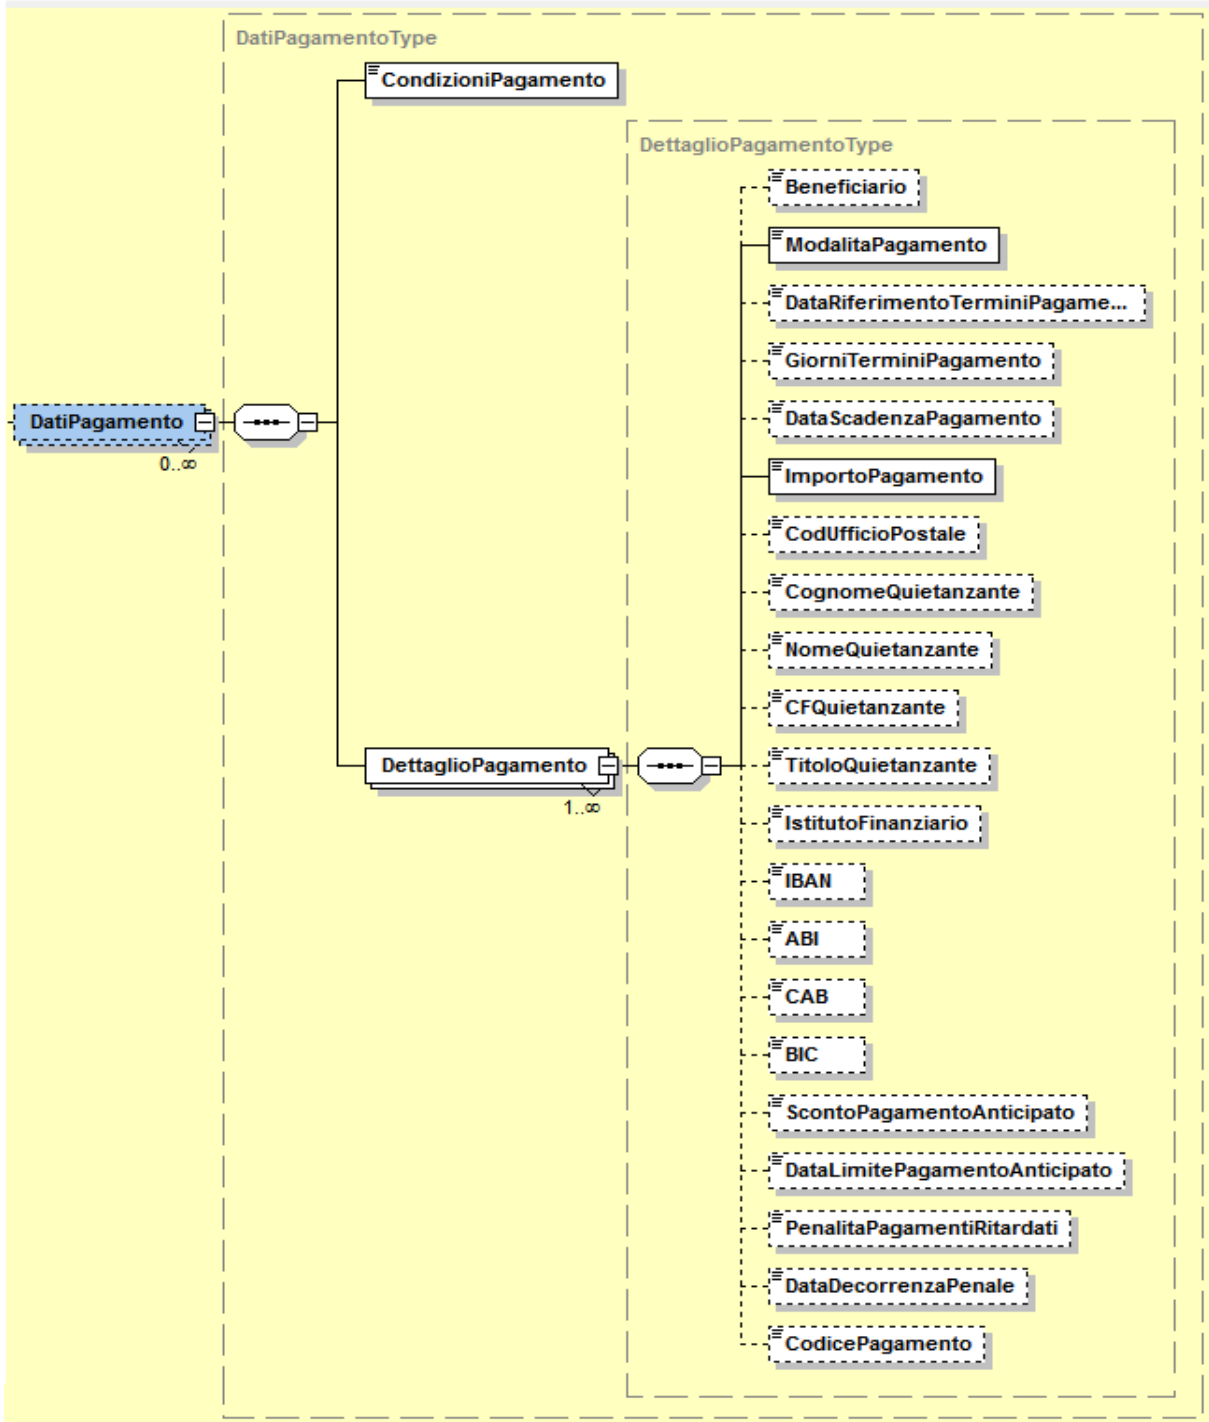 DatiPagamentoType
CondizioniPagamento
DettaglioPagamentoType
Beneficiario
ModalitaPagamento
DataRiferimentoTerminiPagame...
GiorniTerminiPagamento
DataScadenzaPagamento
DatiPagamento
0..∞
ImportoPagamento
CodUfficioPostale
CognomeQuietanzante
NomeQuietanzante
CFQuietanzante
DettaglioPagamento
1..∞
TitoloQuietanzante
IstitutoFinanziario
IBAN
ABI
CAB
BIC
ScontoPagamentoAnticipato
DataLimitePagamentoAnticipato
PenalitaPagamentiRitardati
DataDecorrenzaPenale
CodicePagamento